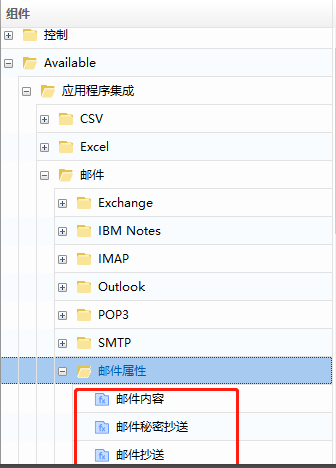 组件
控制
Available
应用程序集成
CSV
Excel
邮件
Exchange
IBM Notes
IMAP
Outlook
POP3
SMTP
邮件属性
邮件内容
邮件秘密抄送
邮件抄送